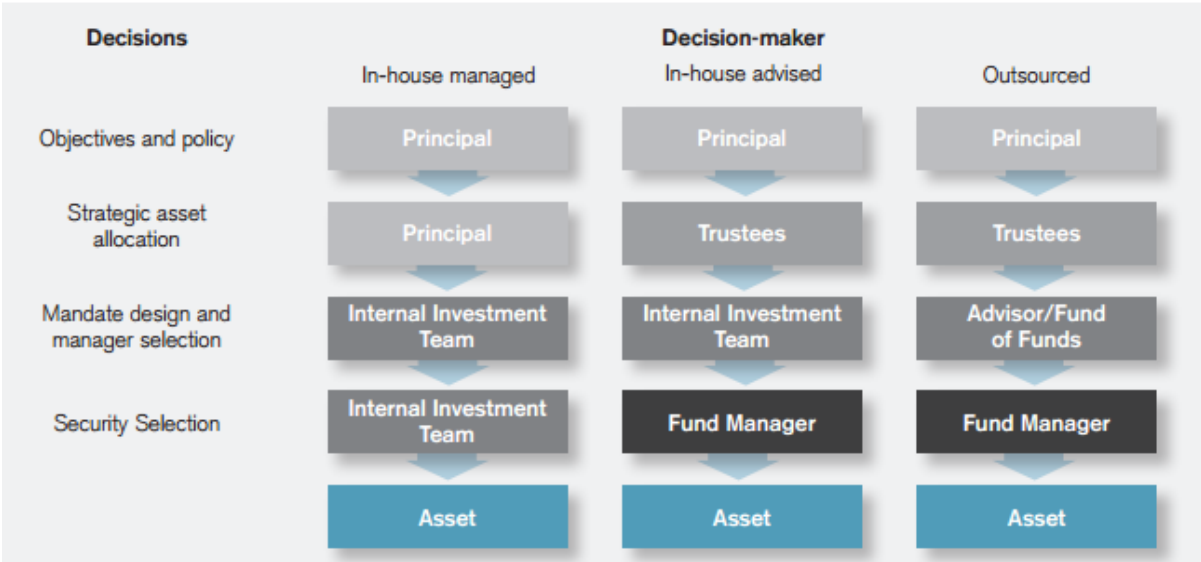 Decisions
Decision-maker
In-house managed
In-house advised
Outsourced
Objectives and policy
Principal
Principal
Principal
Strategic asset
allocation
Principal
Trustees
Trustees
Mandate design and
manager selection
Internal Investment
Team
Internal Investment
Team
Advisor/Fund
of Funds
Security Selection
Internal Investment
Team
Fund Manager
Fund Manager
Asset
Asset
Asset